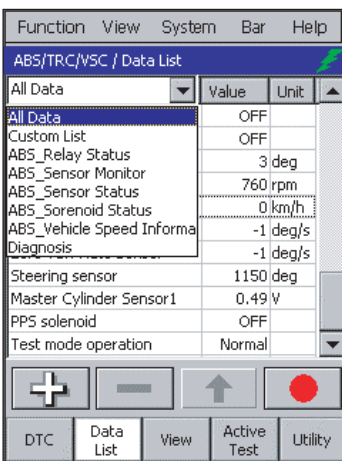 Function View System Bar Help
ABS/TRC/VSC / Data List
All Data Value Unit
All Data OFF
Custom List OFF
ABS_Relay Status 3 deg
ABS_Sensor Monitor
ABS_Sensor Status 760 rpm
ABS_Sorenoid Status 0 km/h
ABS_Vehicle Speed Informa -1 deg/s
Diagnosis -1 deg/s
Steering sensor 1150 deg
Master Cylinder Sensor1 0.49 V
PPS solenoid OFF
Test mode operation Normal
DTC Data List View Active Test Utility